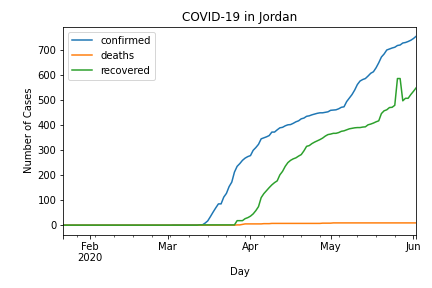 COVID-19 in Jordan
confirmed
deaths
recovered
Number of Cases
700
600
500
400
300
200
100
0
Feb
2020
Mar
Apr
May
Jun
Day